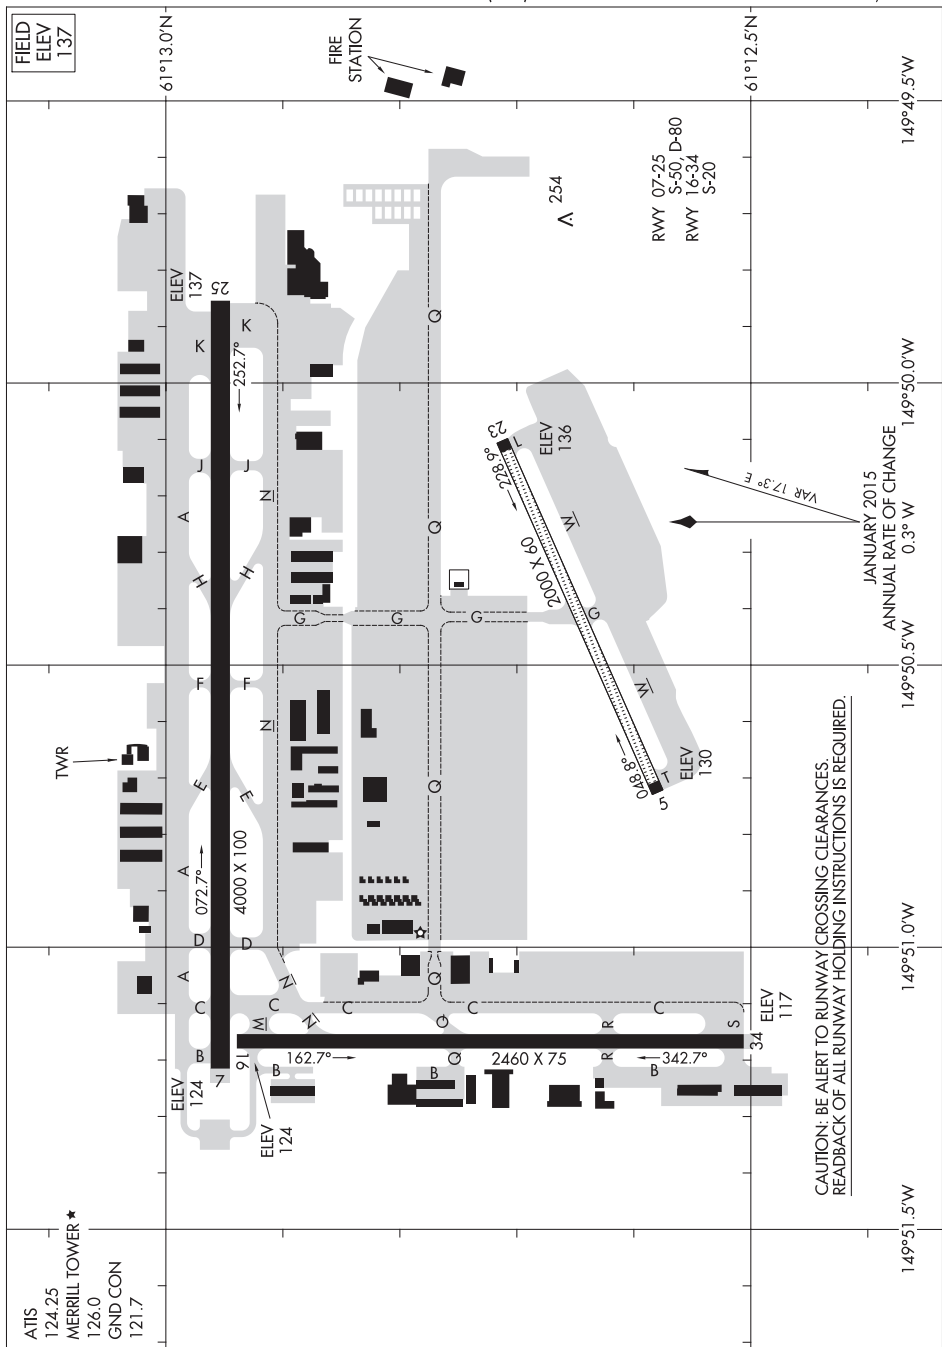 FIELD
ELEV
137
61°13.0'N
FIRE
STATION
61°12.5'N
149°49.5'W
254
RWY 07-25
S-50, D-80
RWY 16-34
S-20
ELEV
137
25
K
K
252.7°
Q
149°50.0'W
J
J
A
N
H
H
Q
23
228.9°
ELEV
136
W
2000 X 60
VAR 17.3° E
JANUARY 2015
ANNUAL RATE OF CHANGE
0.3° W
G
G
G
G
F
F
N
W
149°50.5'W
TWR
E
E
Q
048.8°
5
T
T
ELEV
130
A
072.7°
4000 X 100
D
D
149°51.0'W
A
C
C
N
C
Q
C
C
W
N
Q
R
S
ELEV
117
B
7
16
162.7°
Q
2460 X 75
R
342.7°
34
B
B
B
ELEV
124
ELEV
124
CAUTION: BE ALERT TO RUNWAY CROSSING CLEARANCES.
READBACK OF ALL RUNWAY HOLDING INSTRUCTIONS IS REQUIRED.
149°51.5'W
ATIS
124.25
MERRILL TOWER ★
126.0
GND CON
121.7